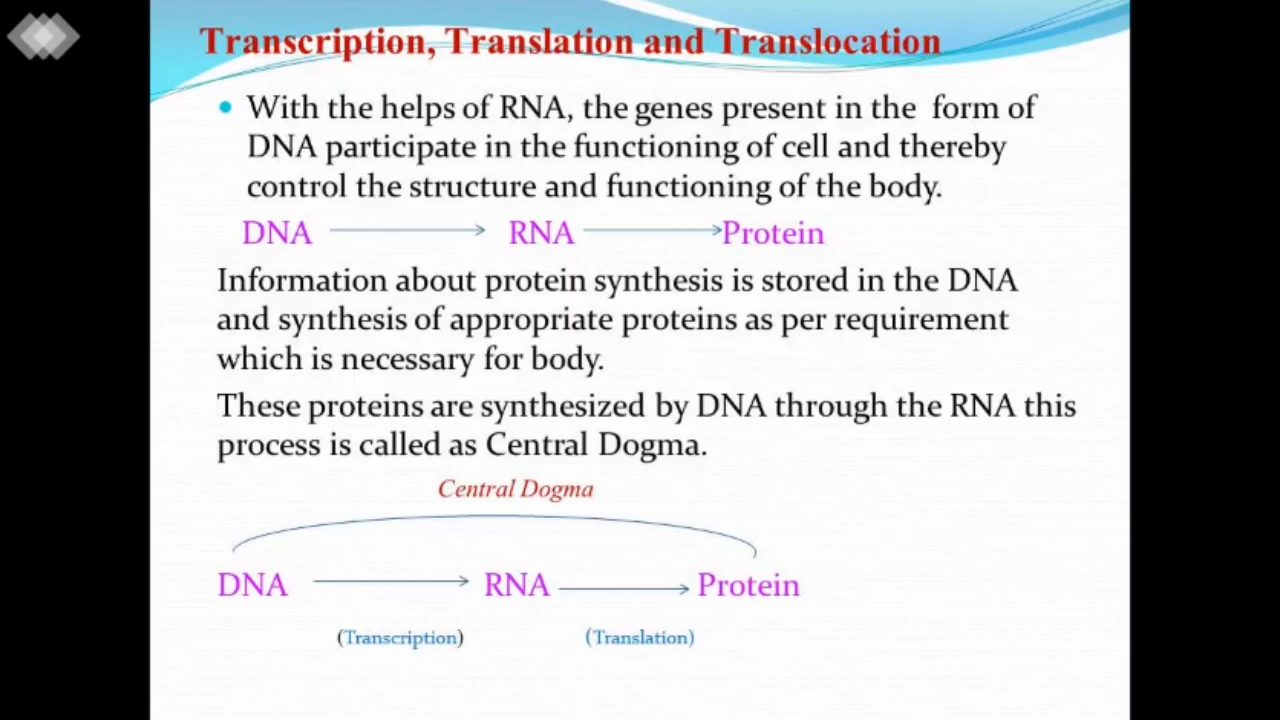 Transcription, Translation and Translocation
With the helps of RNA, the genes present in the form of
DNA participate in the functioning of cell and thereby
control the structure and functioning of the body.
DNA RNA Protein
Information about protein synthesis is stored in the DNA
and synthesis of appropriate proteins as per requirement
which is necessary for body.
These proteins are synthesized by DNA through the RNA this
process is called as Central Dogma.
Central Dogma
DNA RNA Protein
(Transcription) (Translation)